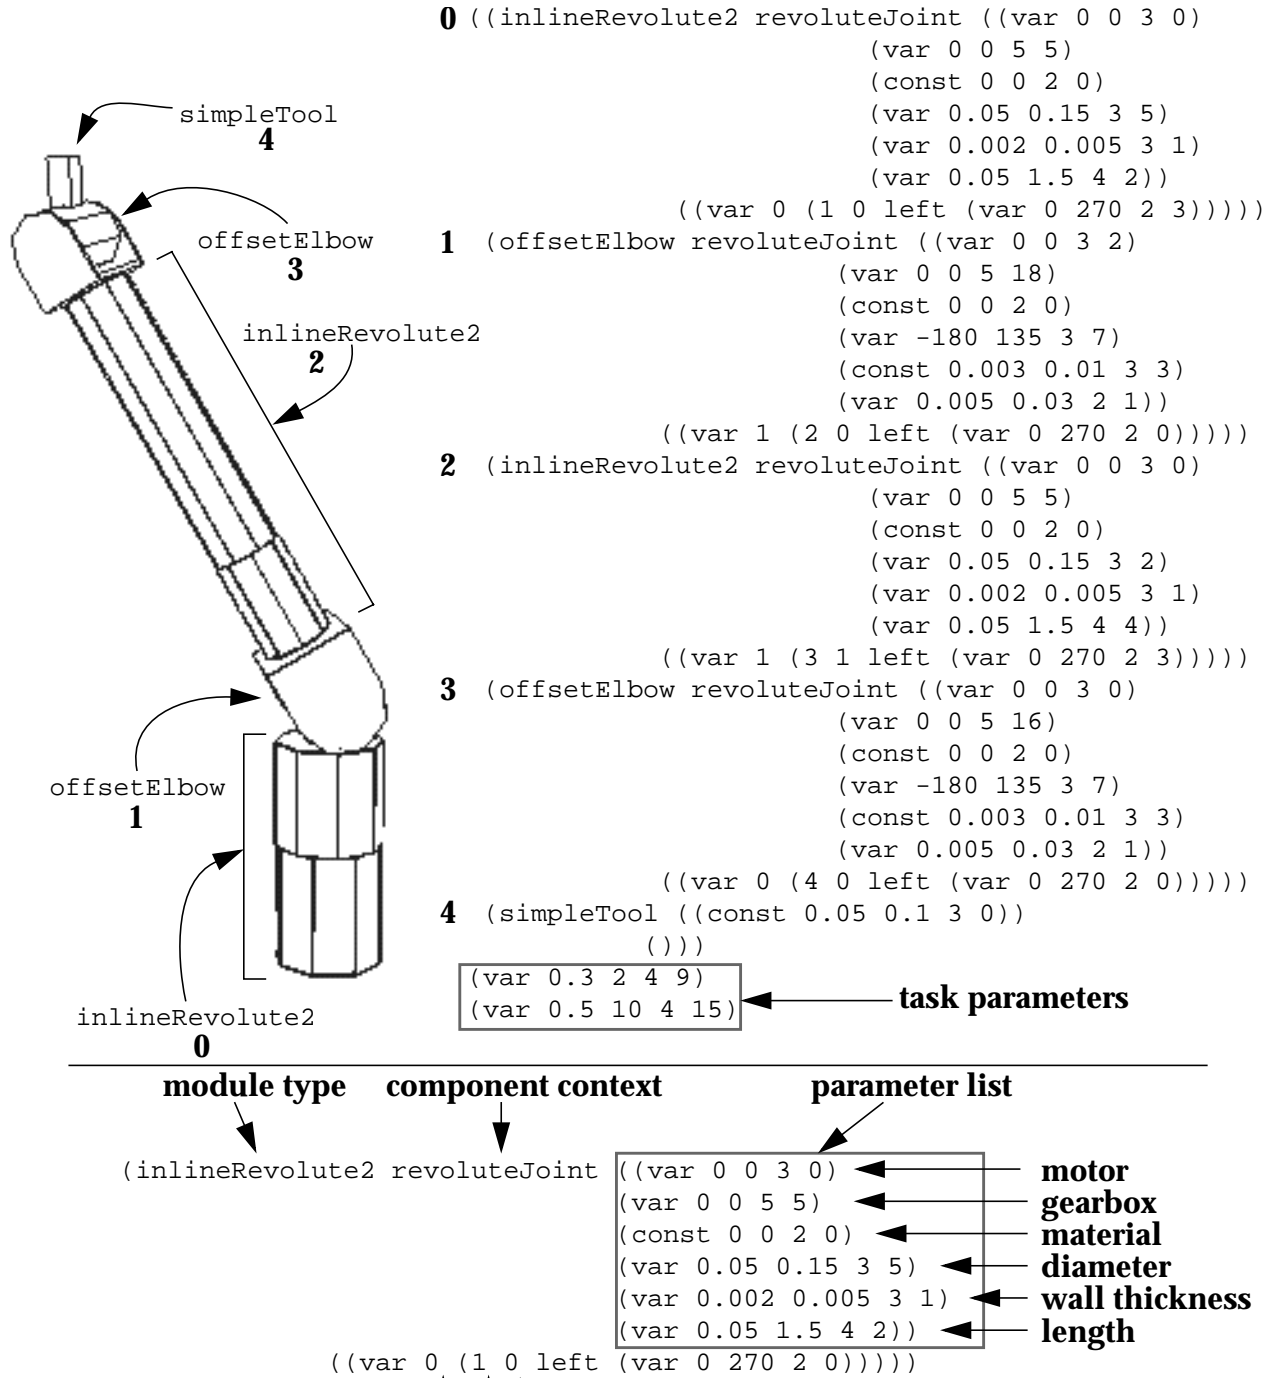 0 ((inlineRevolute2 revoluteJoint ((var 0 0 3 0)
(var 0 0 5 5)
(const 0 0 2 0)
(var 0.05 0.15 3 5)
(var 0.002 0.005 3 1)
(var 0.05 1.5 4 2))
((var 0 (1 0 left (var 0 270 2 3)))))
1 (offsetElbow revoluteJoint ((var 0 0 3 2)
(var 0 0 5 18)
(const 0 0 2 0)
(var -180 135 3 7)
(const 0.003 0.01 3 3)
(var 0.005 0.03 2 1))
((var 1 (2 0 left (var 0 270 2 0)))))
2 (inlineRevolute2 revoluteJoint ((var 0 0 3 0)
(var 0 0 5 5)
(const 0 0 2 0)
(var 0.05 0.15 3 2)
(var 0.002 0.005 3 1)
(var 0.05 1.5 4 4))
((var 1 (3 1 left (var 0 270 2 3)))))
3 (offsetElbow revoluteJoint ((var 0 0 3 0)
(var 0 0 5 16)
(const 0 0 2 0)
(var -180 135 3 7)
(const 0.003 0.01 3 3)
(var 0.005 0.03 2 1))
((var 0 (4 0 left (var 0 270 2 0)))))
4 (simpleTool ((const 0.05 0.1 3 0))
()))
(var 0.3 2 4 9)
(var 0.5 10 4 15)
task parameters
simpleTool
4
offsetElbow
3
inlineRevolute2
2
offsetElbow
1
inlineRevolute2
0
module type component context parameter list
(inlineRevolute2 revoluteJoint ((var 0 0 3 0) motor
(var 0 0 5 5) gearbox
(const 0 0 2 0) material
(var 0.05 0.15 3 5) diameter
(var 0.002 0.005 3 1) wall thickness
(var 0.05 1.5 4 2)) length
((var 0 (1 0 left (var 0 270 2 0)))))